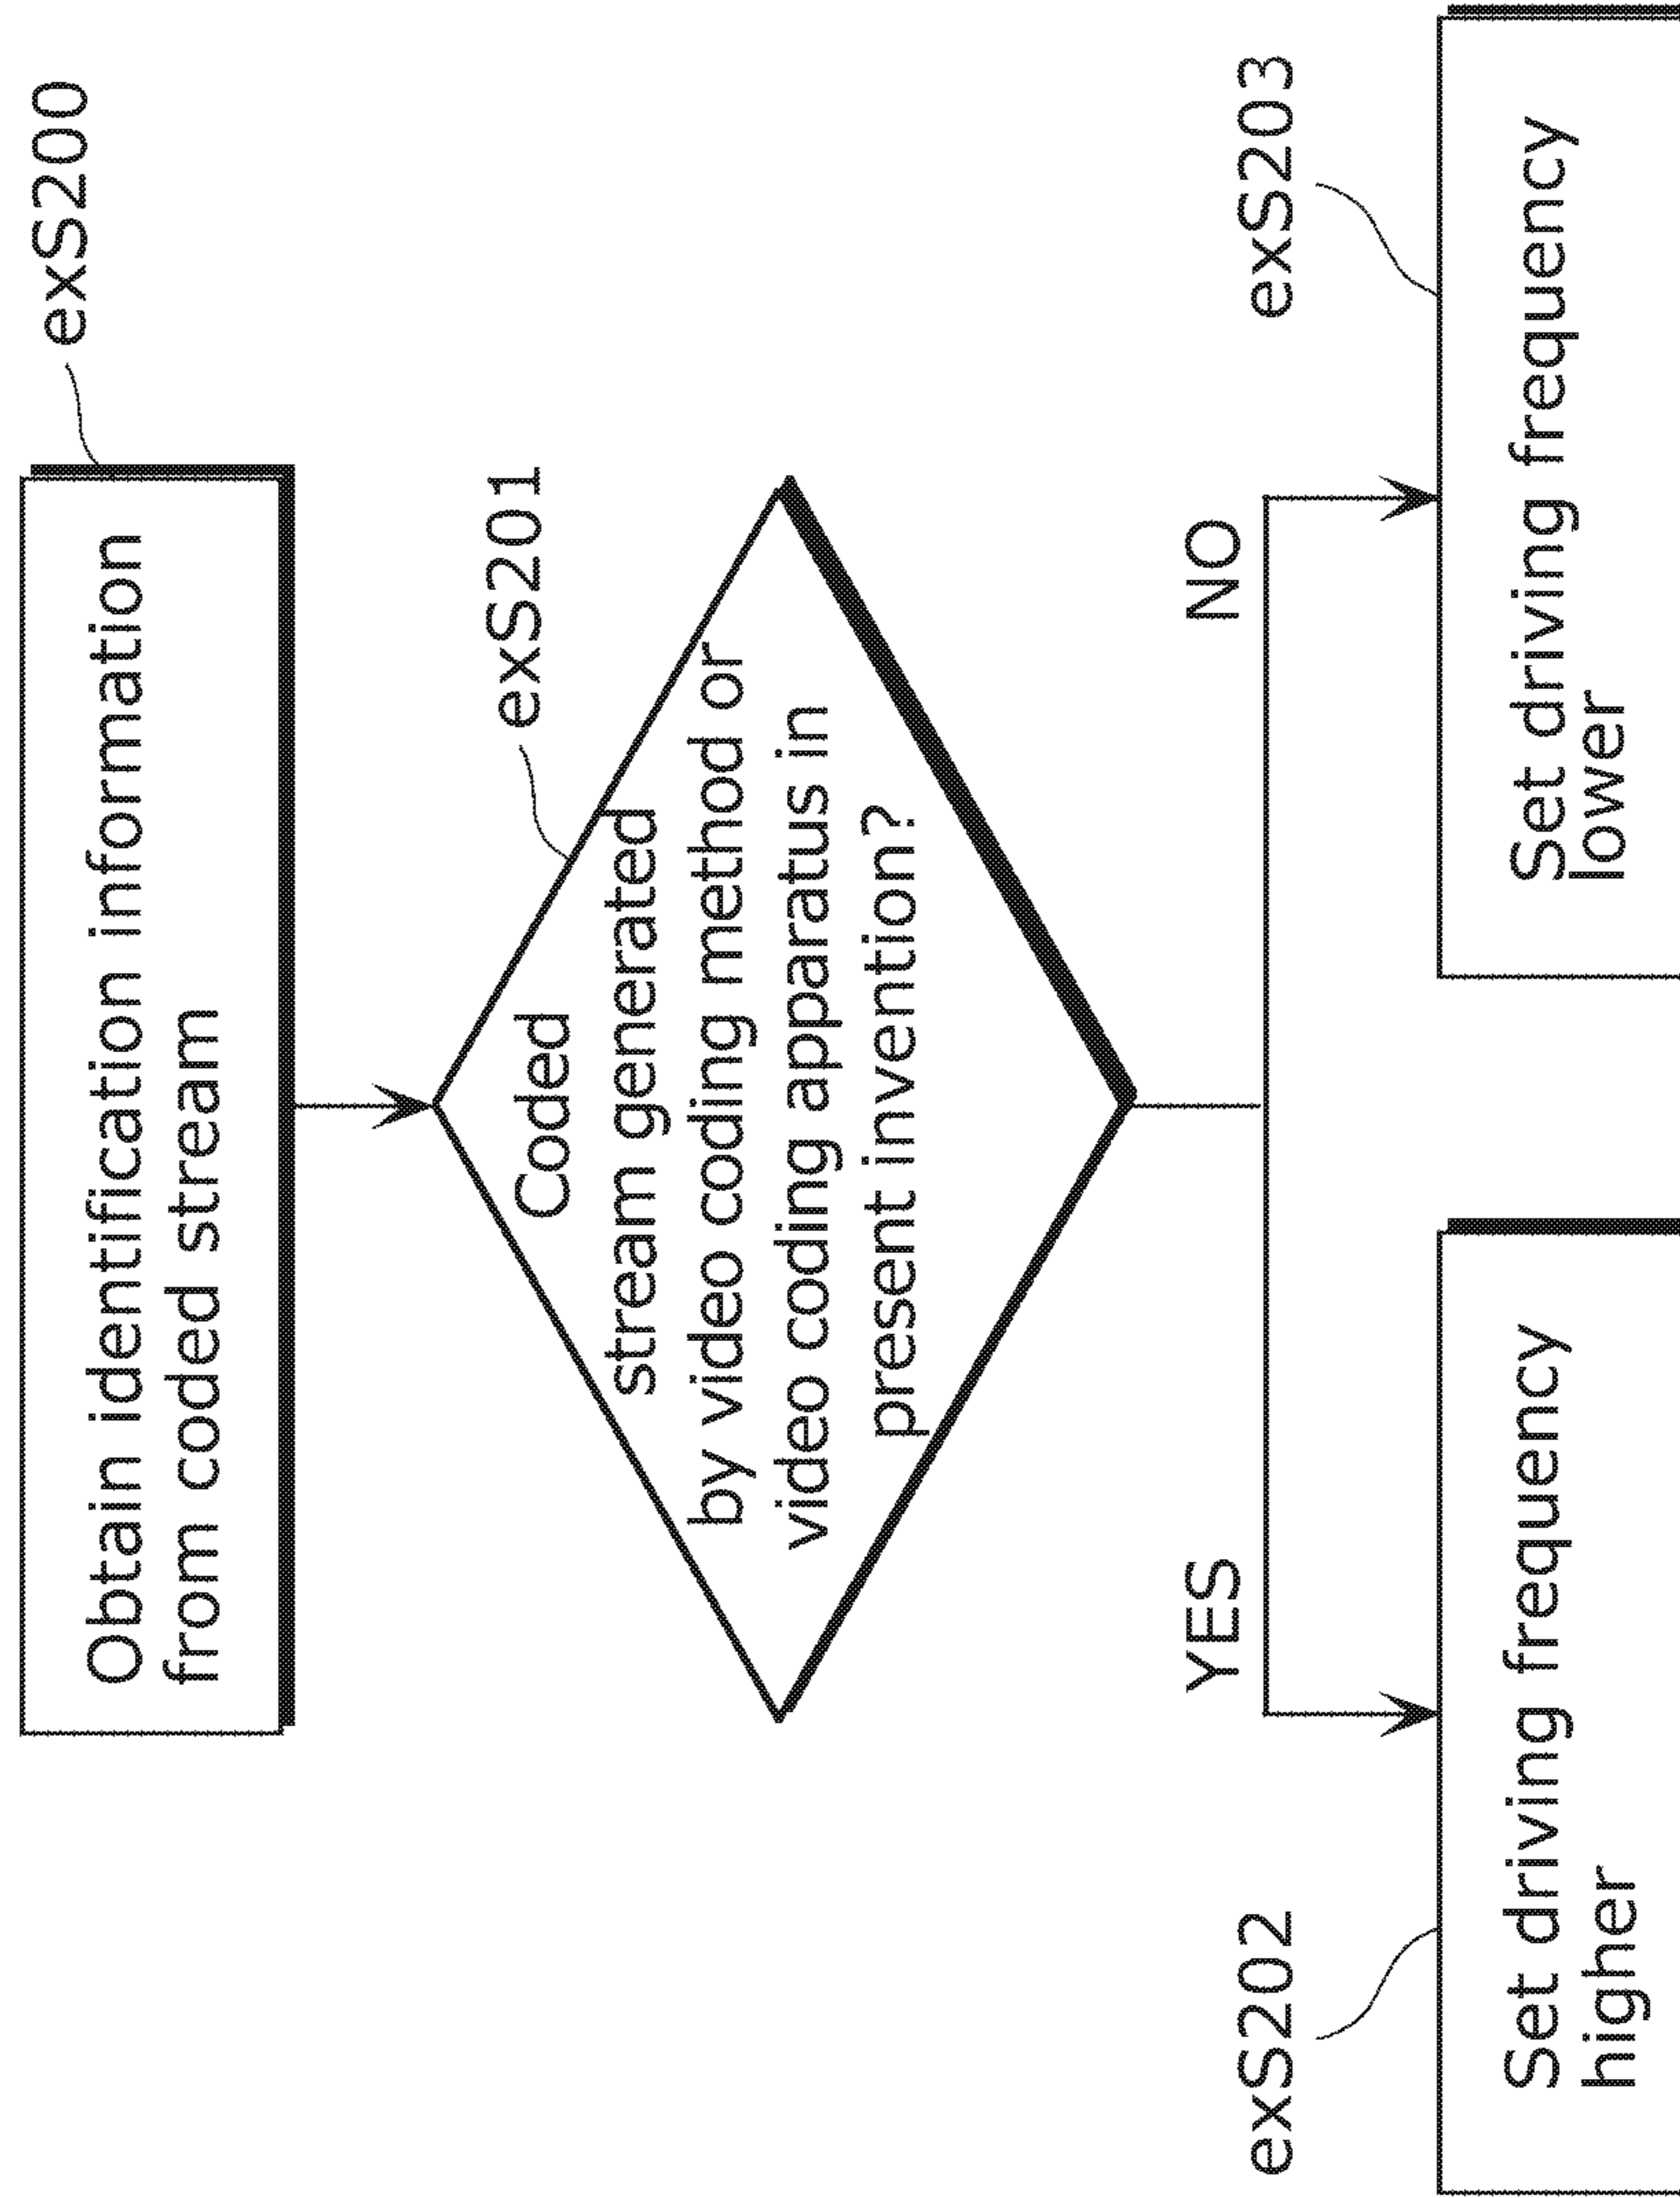 exS200
Obtain identification information
from coded stream
exS201
Coded
stream generated
by video coding method or
video coding apparatus in
present invention?
YES
NO
exS202
exS203
Set driving frequency
higher
Set driving frequency
lower